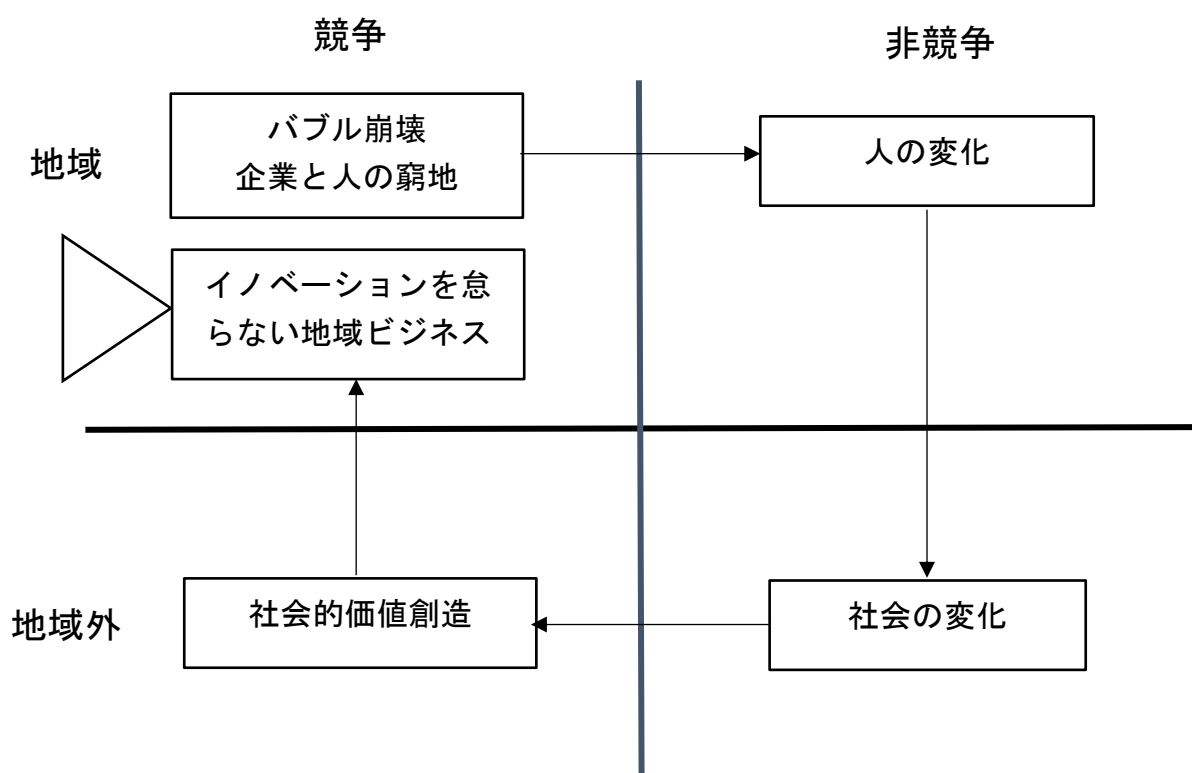 競争
非競争
地域
バブル崩壊
企業と人の窮地
人の変化
イノベーションを怠
らない地域ビジネス
地域外
社会的価値創造
社会の変化